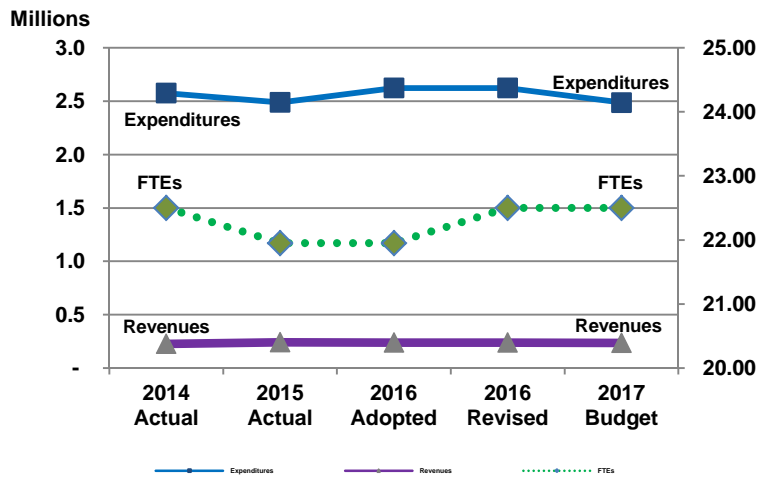 Millions
3.0 25.00
Expenditures
2.5 24.00
Expenditures
2.0 23.00
FTEs FTEs
1.5 22.00
1.0 21.00
0.5
Revenues Revenues
- 20.00
2014 2015 2016 2016 2017
Actual Actual Adopted Revised Budget
Expenditures Revenues FTEs